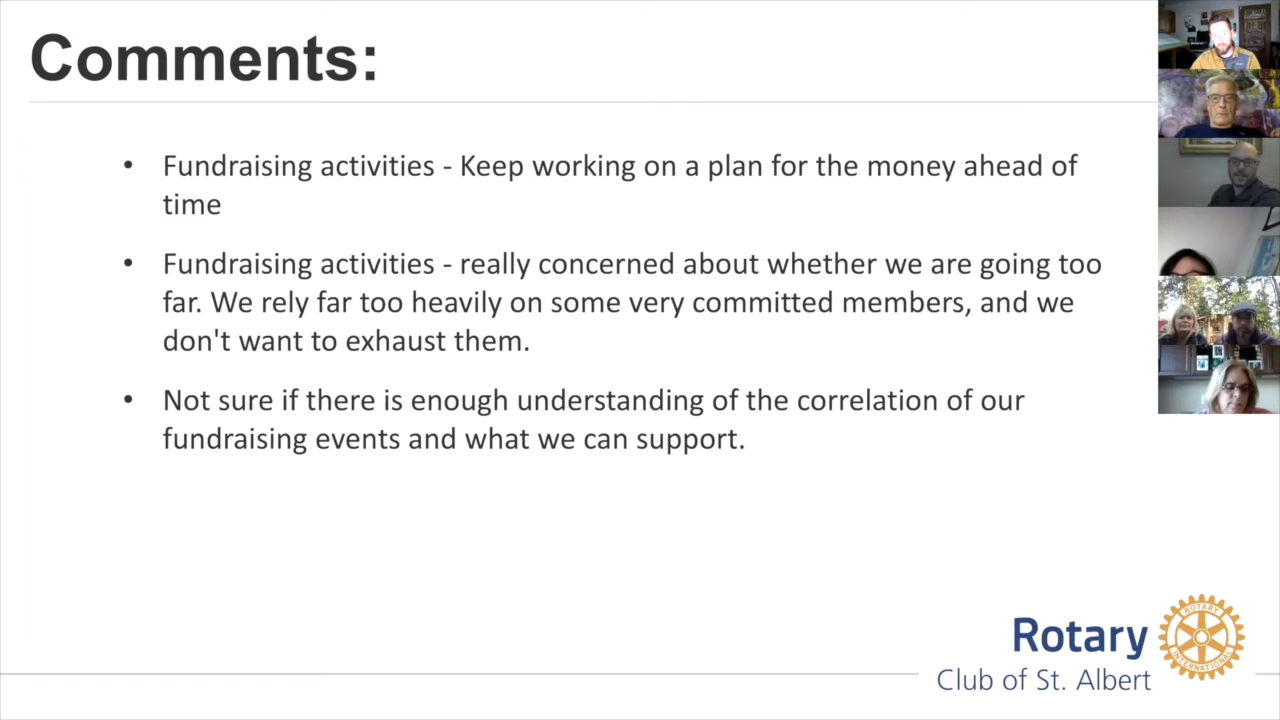 Comments:
• Fundraising activities - Keep working on a plan for the money ahead of
time
• Fundraising activities - really concerned about whether we are going too
far. We rely far too heavily on some very committed members, and we
don't want to exhaust them.
• Not sure if there is enough understanding of the correlation of our
fundraising events and what we can support.
Rotary
Club of St. Albert
ROTARY
INTERNATIONAL